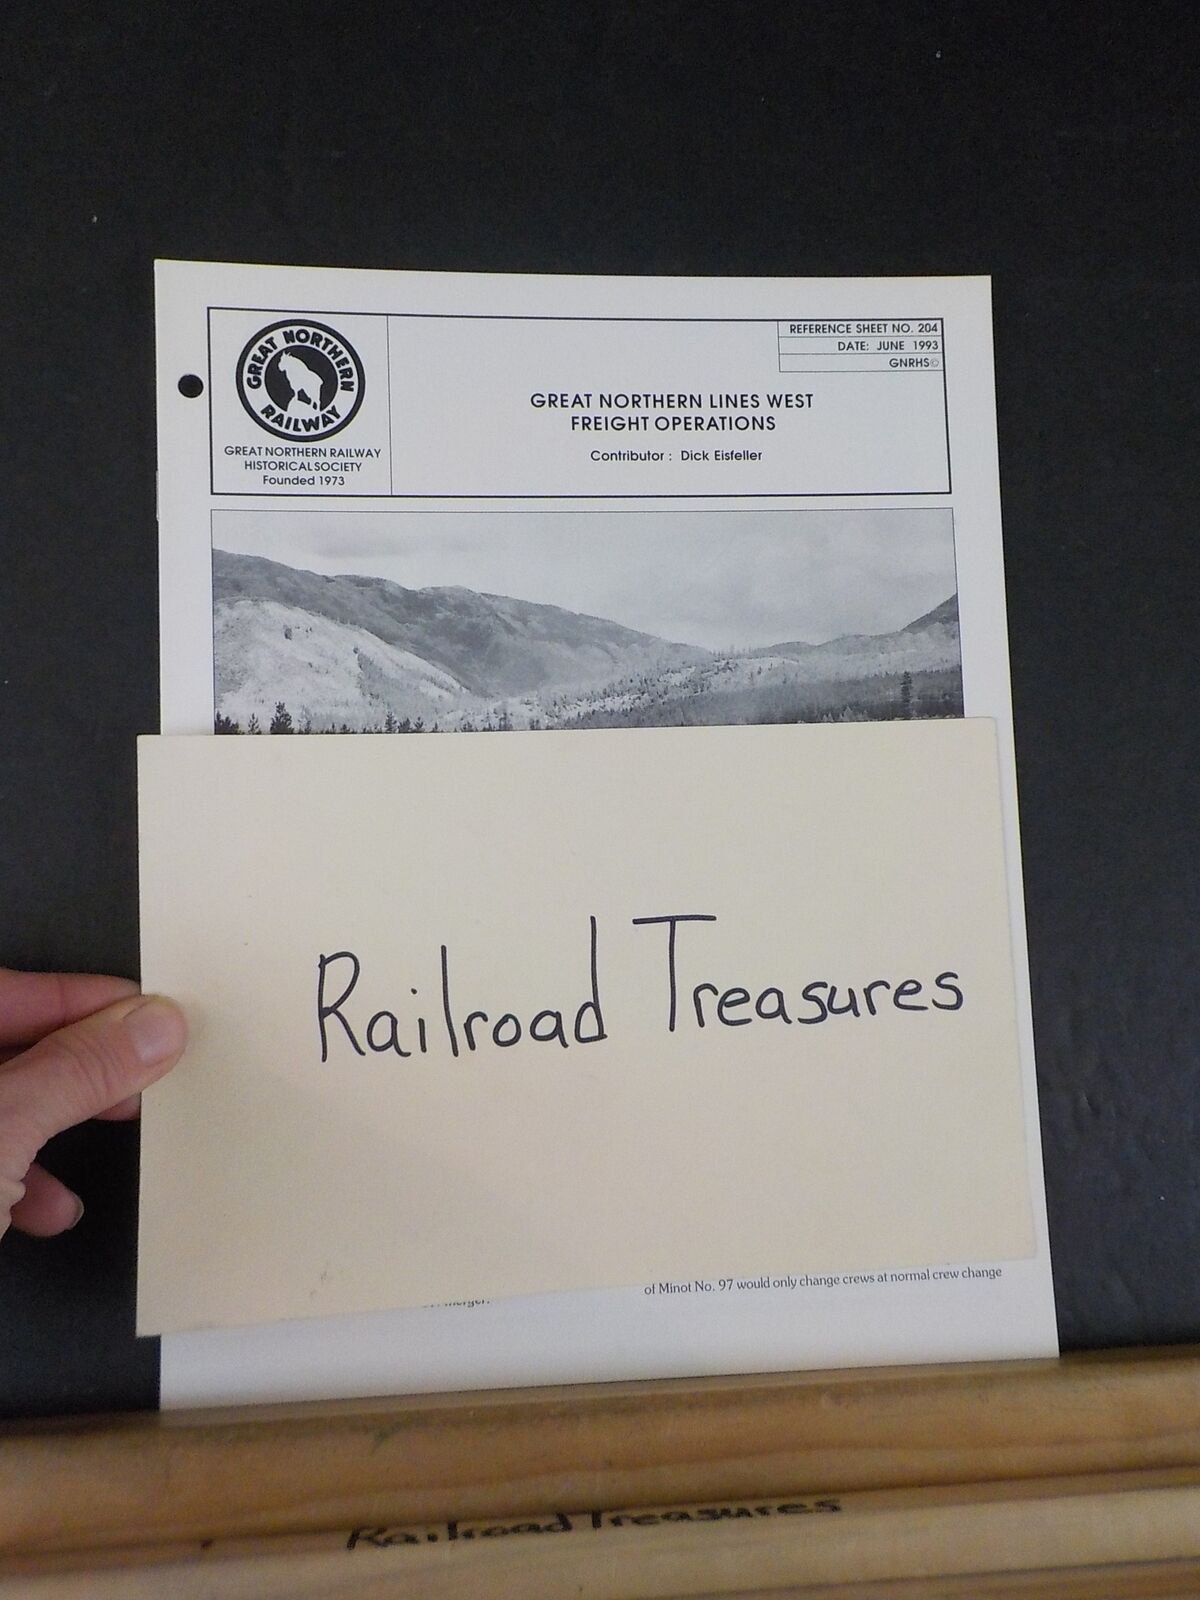 GREAT NORTHERN
RAILWAY
GREAT NORTHERN RAILWAY
HISTORICAL SOCIETY
Founded 1973
REFERENCE SHEET NO. 204
DATE: JUNE 1993
GNRHS©
GREAT NORTHERN LINES WEST
FREIGHT OPERATIONS
Contributor : Dick Eisfeller
Railroad Treasures
of Minot No. 97 would only change crews at normal crew change
merger.
Railroad Treasures